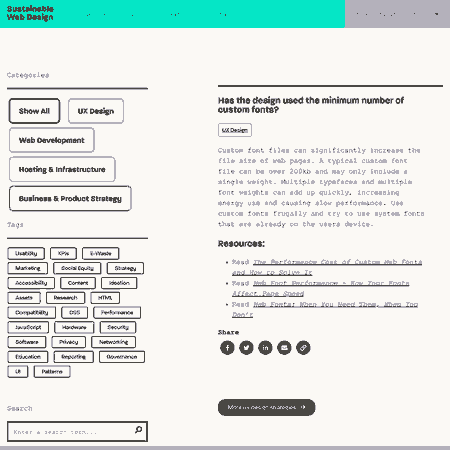 Sustainable
Web Design
Categories
Show All
UX Design
Web Development
Hosting & Infrastructure
Business & Product Strategy
Tags
Usability
KPIs
E-Waste
Marketing
Social Equity
Strategy
Accessibility
Content
Ideation
Assets
Research
HTML
Compatibility
CSS
Performance
JavaScript
Hardware
Security
Software
Privacy
Networking
Education
Reporting
Governance
UI
Patterns
Search
Enter a search term...
Has the design used the minimum number of
custom fonts?
UX Design
Custom font files can significantly increase the
file size of web pages. A typical custom font
file can be over 200kb and may only include a
single weight. Multiple typefaces and multiple
font weights can add up quickly, increasing
energy use and causing slow performance. Use
custom fonts frugally and try to use system fonts
that are already on the users device.
Resources:
Read The Performance Cost of Custom Web Fonts
and How to Solve It
Read Web Font Performance - How Your Fonts
Affect Page Speed
Read Web Fonts: When You Need Them, When You
Don't
Share
More UX design strategies